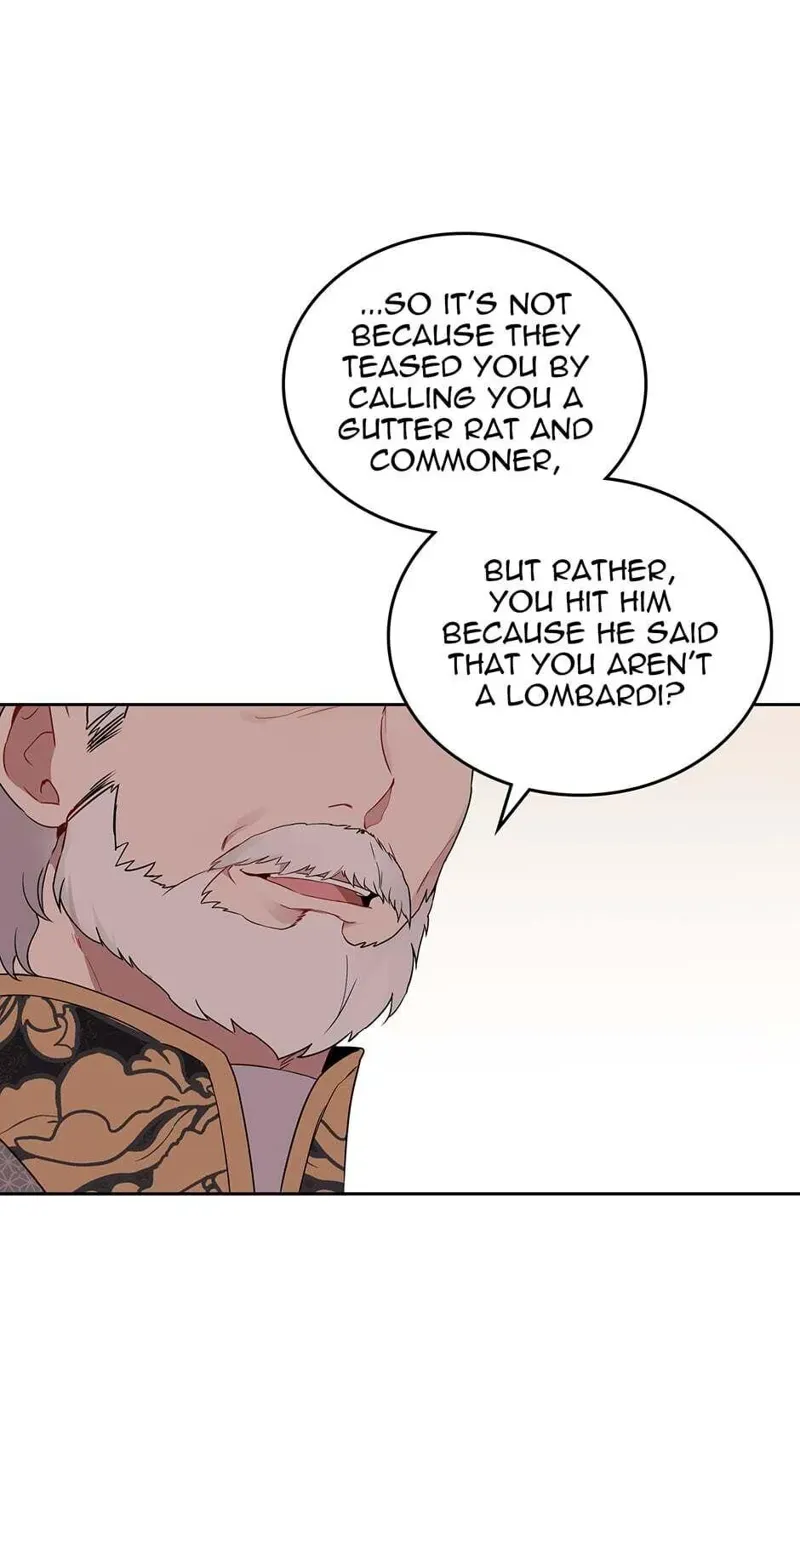 ...SO IT'S NOT
BECAUSE THEY
TEASED YOU BY
CALLING YOU A
GUTTER RAT AND
COMMONER,
BUT RATHER,
YOU HIT HIM
BECAUSE HE SAID
THAT YOU AREN'T
A LOMBARDI?